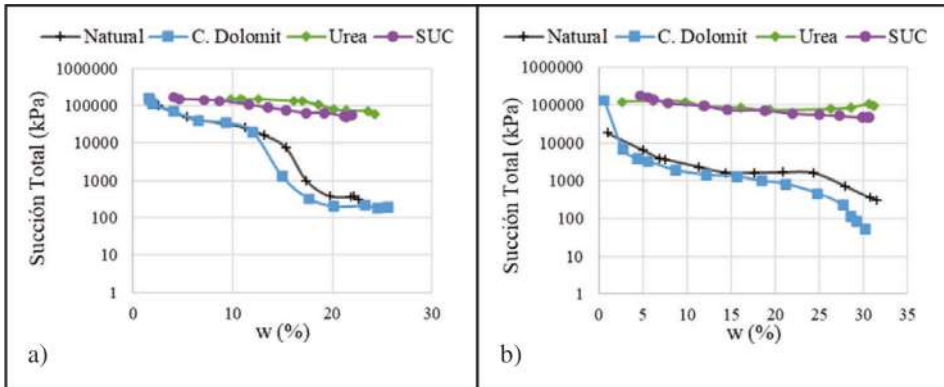 Natural C. Dolomit Urea SUC
1000000
100000
10000
1000
100
10
1
Succión Total (kPa)
0 10 20 30
w (%)
a)
Natural C. Dolomit Urea SUC
1000000
100000
10000
1000
100
10
1
Succión Total (kPa)
0 5 10 15 20 25 30 35
w (%)
b)